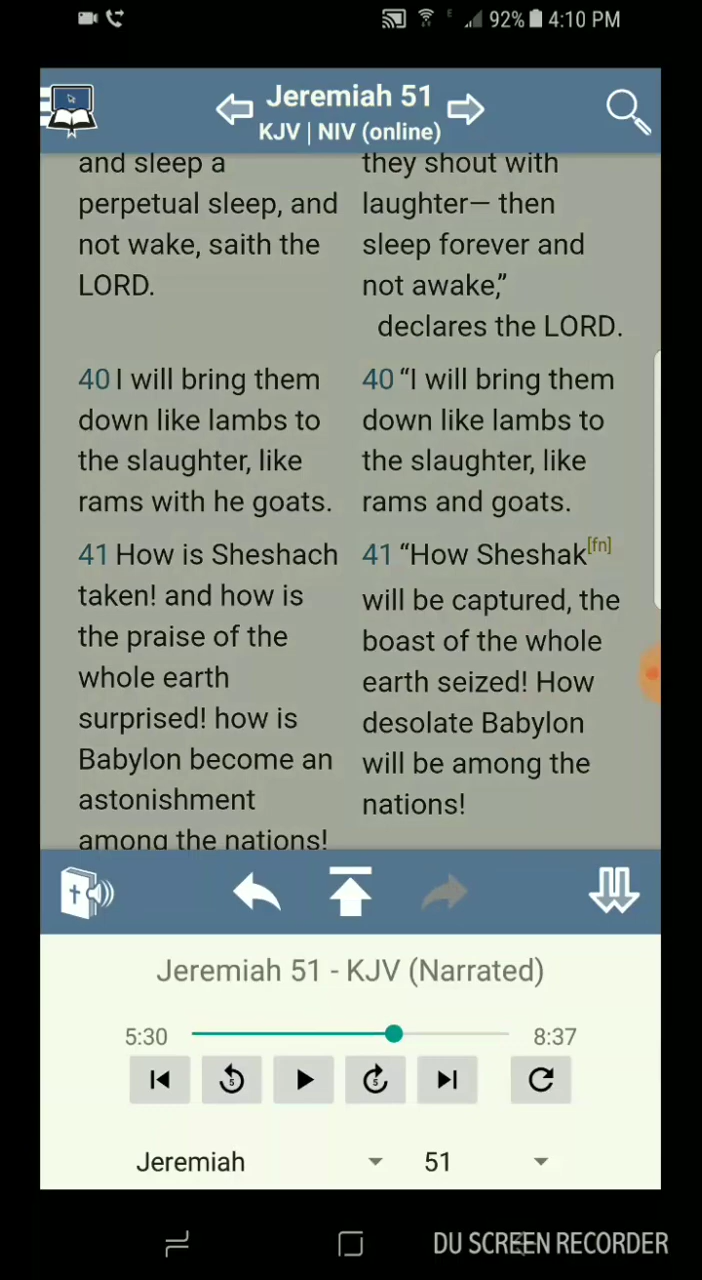 92% 4:10 PM
Jeremiah 51
KJV | NIV (online)
and sleep a
perpetual sleep, and
not wake, saith the
LORD.
they shout with
laughter— then
sleep forever and
not awake,”
declares the LORD.
40 I will bring them
down like lambs to
the slaughter, like
rams with he goats.
40 “I will bring them
down like lambs to
the slaughter, like
rams and goats.
41 How is Sheshach
taken! and how is
the praise of the
whole earth
surprised! how is
Babylon become an
astonishment
among the nations!
41 “How Sheshak[fn]
will be captured, the
boast of the whole
earth seized! How
desolate Babylon
will be among the
nations!
Jeremiah 51 - KJV (Narrated)
5:30 8:37
5 5
Jeremiah 51
DU SCREEN RECORDER